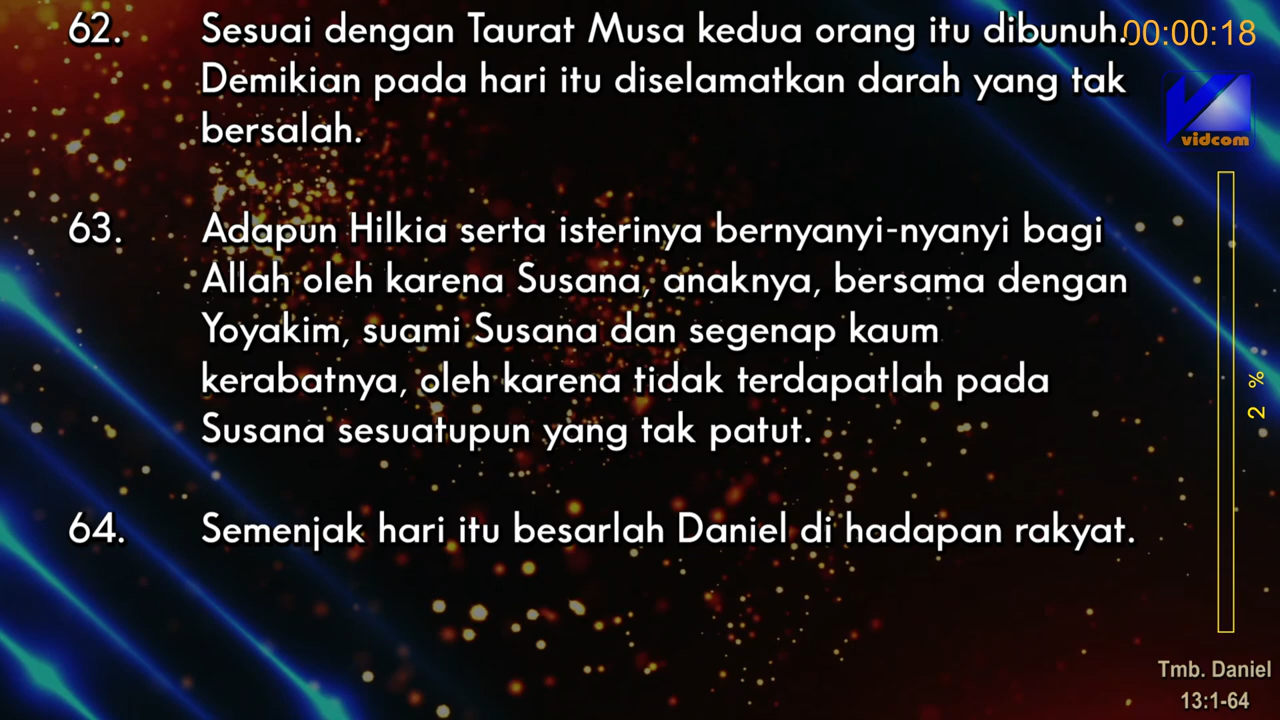 62. Sesuai dengan Taurat Musa kedua orang itu dibunuh.
Demikian pada hari itu diselamatkan darah yang tak
bersalah.
63. Adapun Hilkia serta isterinya bernyanyi-nyanyi bagi
Allah oleh karena Susana, anaknya, bersama dengan
Yoyakim, suami Susana dan segenap kaum
kerabatnya, oleh karena tidak terdapatlah pada
Susana sesuatupun yang tak patut.
64. Semenjak hari itu besarlah Daniel di hadapan rakyat.
00:00:18
vidcom
2 %
Tmb. Daniel
13:1-64